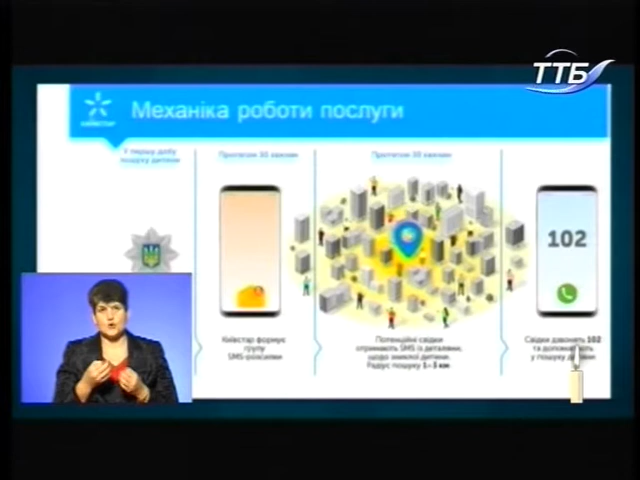 ТТБ
Механіка роботи послуги
КИЇВСТАР
У першу добу
пошуку дитини
Протягом 30 хвилин
Протягом 30 хвилин
102
Київстар формує
групу
SMS-розсилки
Потенційні свідки
отримають SMS із деталями,
щодо зниклої дитини.
Радіус пошуку 1–3 км
Свідки дзвонять 102
та допомагають
у пошуку дитини